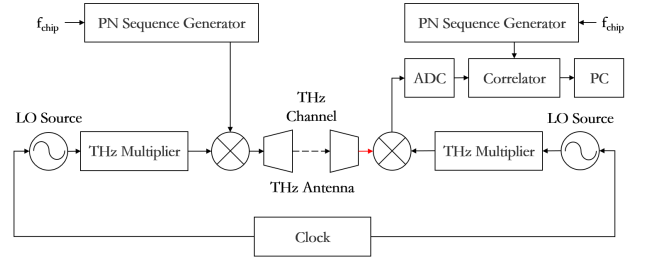 PN Sequence Generator
f_chip
PN Sequence Generator
f_chip
ADC
Correlator
PC
THz
Channel
LO Source
LO Source
THz Multiplier
THz Multiplier
THz Antenna
Clock